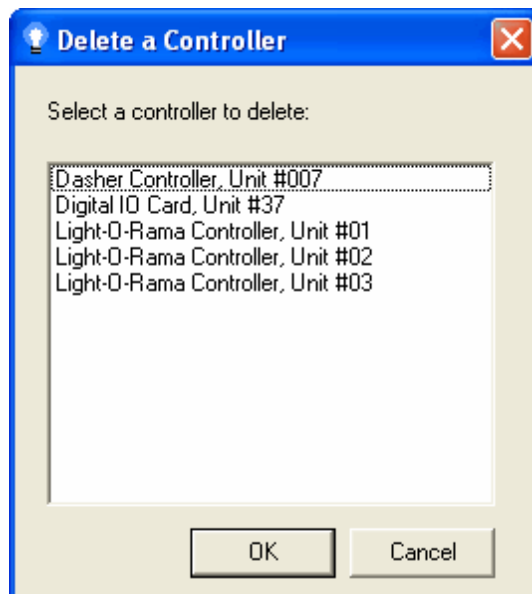 Delete a Controller
Select a controller to delete:
Dasher Controller, Unit #007
Digital IO Card, Unit #37
Light-O-Rama Controller, Unit #01
Light-O-Rama Controller, Unit #02
Light-O-Rama Controller, Unit #03
OK Cancel